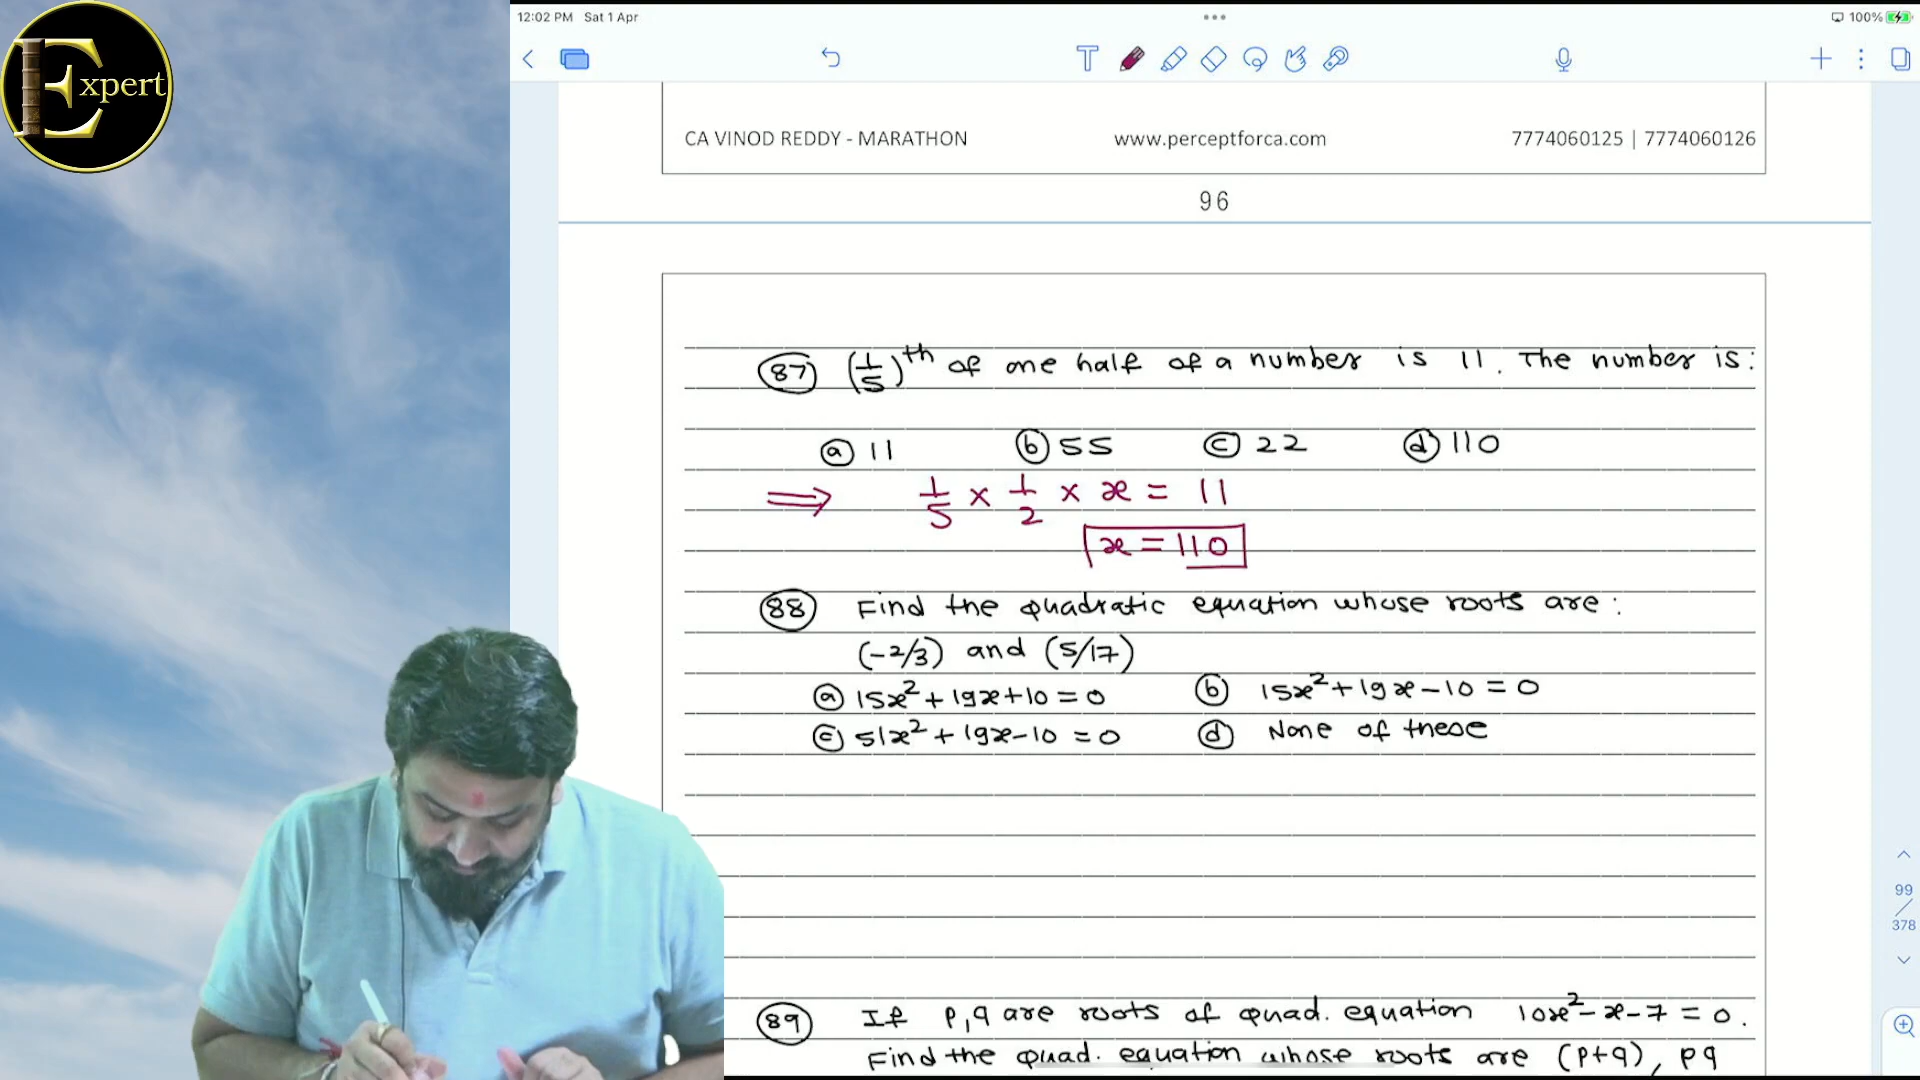 Expert
12:02 PM Sat 1 Apr
100%
CA VINOD REDDY - MARATHON www.perceptforca.com 7774060125 | 7774060126
96
87 (1/5)th of one half of a number is 11. The number is:
a 11 b 55 c 22 d 110
⟹ 1/5 × 1/2 × x = 11
x = 110
88 Find the quadratic equation whose roots are:
(-2/3) and (5/17)
a 15x² + 19x + 10 = 0 b 15x² + 19x - 10 = 0
c 51x² + 19x - 10 = 0 d None of these
89 If p, q are roots of quad. equation 10x² - x - 7 = 0.
Find the quad. equation whose roots are (p+q), pq
99
/
378